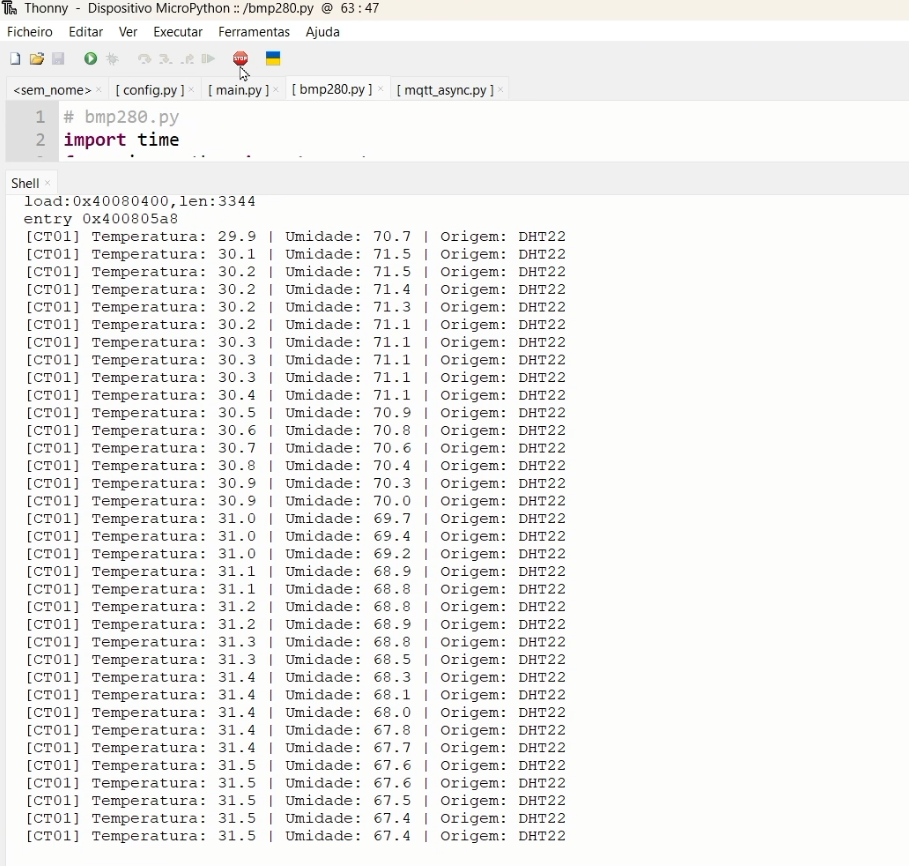 Thonny - Dispositivo MicroPython :: /bmp280.py @ 63 : 47
Ficheiro Editar Ver Executar Ferramentas Ajuda
STOP
<sem_nome> × [ config.py ] × [ main.py ] × [ bmp280.py ] × [ mqtt_async.py ] ×
1 # bmp280.py
2 import time
Shell ×
load:0x40080400,len:3344
entry 0x400805a8
[CT01] Temperatura: 29.9 | Umidade: 70.7 | Origem: DHT22
[CT01] Temperatura: 30.1 | Umidade: 71.5 | Origem: DHT22
[CT01] Temperatura: 30.2 | Umidade: 71.5 | Origem: DHT22
[CT01] Temperatura: 30.2 | Umidade: 71.4 | Origem: DHT22
[CT01] Temperatura: 30.2 | Umidade: 71.3 | Origem: DHT22
[CT01] Temperatura: 30.2 | Umidade: 71.1 | Origem: DHT22
[CT01] Temperatura: 30.3 | Umidade: 71.1 | Origem: DHT22
[CT01] Temperatura: 30.3 | Umidade: 71.1 | Origem: DHT22
[CT01] Temperatura: 30.3 | Umidade: 71.1 | Origem: DHT22
[CT01] Temperatura: 30.4 | Umidade: 71.1 | Origem: DHT22
[CT01] Temperatura: 30.5 | Umidade: 70.9 | Origem: DHT22
[CT01] Temperatura: 30.6 | Umidade: 70.8 | Origem: DHT22
[CT01] Temperatura: 30.7 | Umidade: 70.6 | Origem: DHT22
[CT01] Temperatura: 30.8 | Umidade: 70.4 | Origem: DHT22
[CT01] Temperatura: 30.9 | Umidade: 70.3 | Origem: DHT22
[CT01] Temperatura: 30.9 | Umidade: 70.0 | Origem: DHT22
[CT01] Temperatura: 31.0 | Umidade: 69.7 | Origem: DHT22
[CT01] Temperatura: 31.0 | Umidade: 69.4 | Origem: DHT22
[CT01] Temperatura: 31.0 | Umidade: 69.2 | Origem: DHT22
[CT01] Temperatura: 31.1 | Umidade: 68.9 | Origem: DHT22
[CT01] Temperatura: 31.1 | Umidade: 68.8 | Origem: DHT22
[CT01] Temperatura: 31.2 | Umidade: 68.8 | Origem: DHT22
[CT01] Temperatura: 31.2 | Umidade: 68.9 | Origem: DHT22
[CT01] Temperatura: 31.3 | Umidade: 68.8 | Origem: DHT22
[CT01] Temperatura: 31.3 | Umidade: 68.5 | Origem: DHT22
[CT01] Temperatura: 31.4 | Umidade: 68.3 | Origem: DHT22
[CT01] Temperatura: 31.4 | Umidade: 68.1 | Origem: DHT22
[CT01] Temperatura: 31.4 | Umidade: 68.0 | Origem: DHT22
[CT01] Temperatura: 31.4 | Umidade: 67.8 | Origem: DHT22
[CT01] Temperatura: 31.4 | Umidade: 67.7 | Origem: DHT22
[CT01] Temperatura: 31.5 | Umidade: 67.6 | Origem: DHT22
[CT01] Temperatura: 31.5 | Umidade: 67.6 | Origem: DHT22
[CT01] Temperatura: 31.5 | Umidade: 67.5 | Origem: DHT22
[CT01] Temperatura: 31.5 | Umidade: 67.4 | Origem: DHT22
[CT01] Temperatura: 31.5 | Umidade: 67.4 | Origem: DHT22